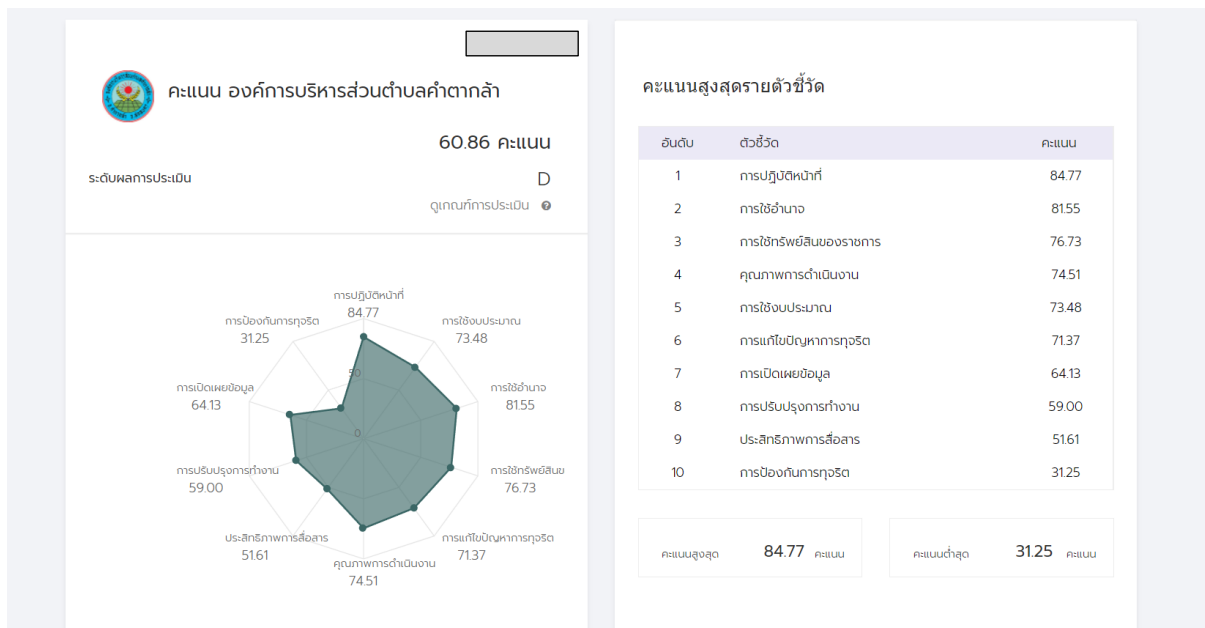 คะแนน องค์การบริหารส่วนตำบลคำตากล้า
60.86 คะแนน
ระดับผลการประเมิน D
ดูเกณฑ์การประเมิน
การปฏิบัติหน้าที่
84.77
การป้องกันการทุจริต
31.25
การใช้งบประมาณ
73.48
การเปิดเผยข้อมูล
64.13
50
การใช้อำนาจ
81.55
0
การปรับปรุงการทำงาน
59.00
การใช้ทรัพย์สินข
76.73
ประสิทธิภาพการสื่อสาร
51.61
การแก้ไขปัญหาการทุจริต
71.37
คุณภาพการดำเนินงาน
74.51
คะแนนสูงสุดรายตัวชี้วัด
อันดับ ตัวชี้วัด คะแนน
1 การปฏิบัติหน้าที่ 84.77
2 การใช้อำนาจ 81.55
3 การใช้ทรัพย์สินของราชการ 76.73
4 คุณภาพการดำเนินงาน 74.51
5 การใช้งบประมาณ 73.48
6 การแก้ไขปัญหาการทุจริต 71.37
7 การเปิดเผยข้อมูล 64.13
8 การปรับปรุงการทำงาน 59.00
9 ประสิทธิภาพการสื่อสาร 51.61
10 การป้องกันการทุจริต 31.25
คะแนนสูงสุด 84.77 คะแนน
คะแนนต่ำสุด 31.25 คะแนน